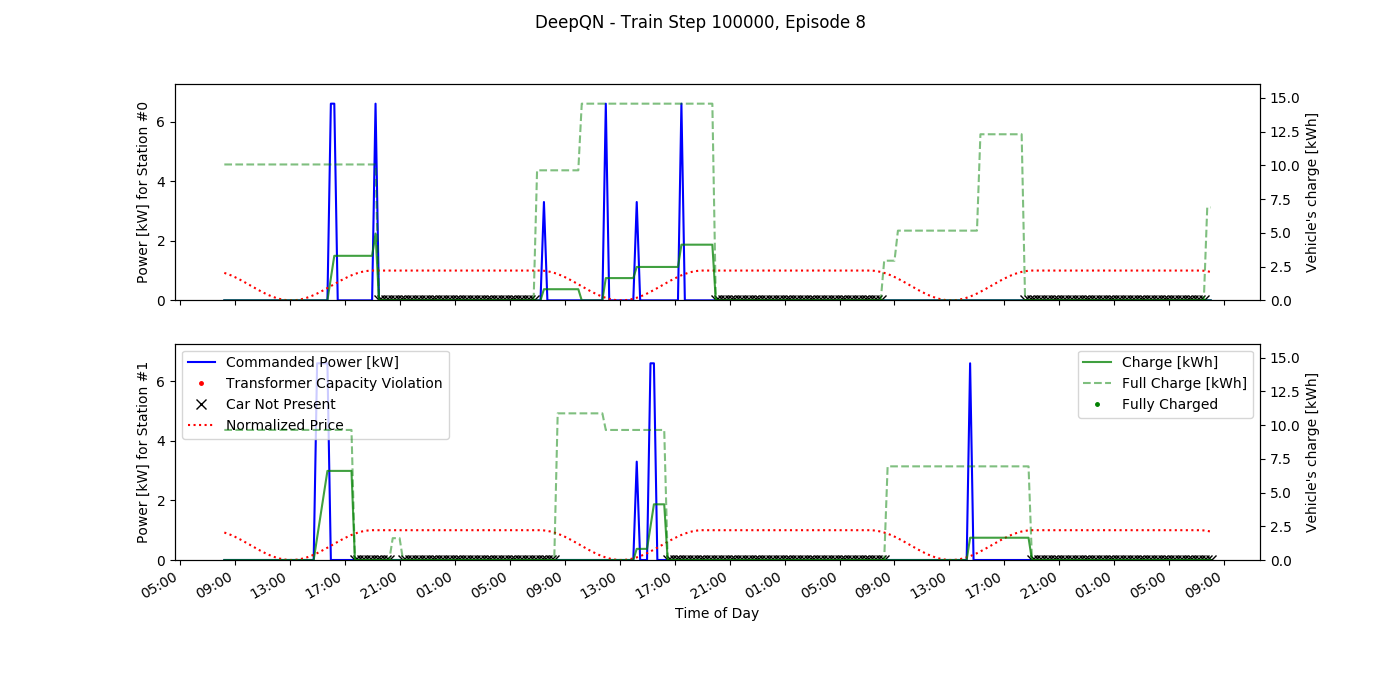 DeepQN - Train Step 100000, Episode 8
Power [kW] for Station #0
6
4
2
0
15.0
12.5
10.0
7.5
5.0
2.5
0.0
Vehicle's charge [kWh]
Power [kW] for Station #1
6
4
2
0
Commanded Power [kW]
Transformer Capacity Violation
Car Not Present
Normalized Price
Charge [kWh]
Full Charge [kWh]
Fully Charged
15.0
12.5
10.0
7.5
5.0
2.5
0.0
Vehicle's charge [kWh]
05:00 09:00 13:00 17:00 21:00 01:00 05:00 09:00 13:00 17:00 21:00 01:00 05:00 09:00 13:00 17:00 21:00 01:00 05:00 09:00
Time of Day